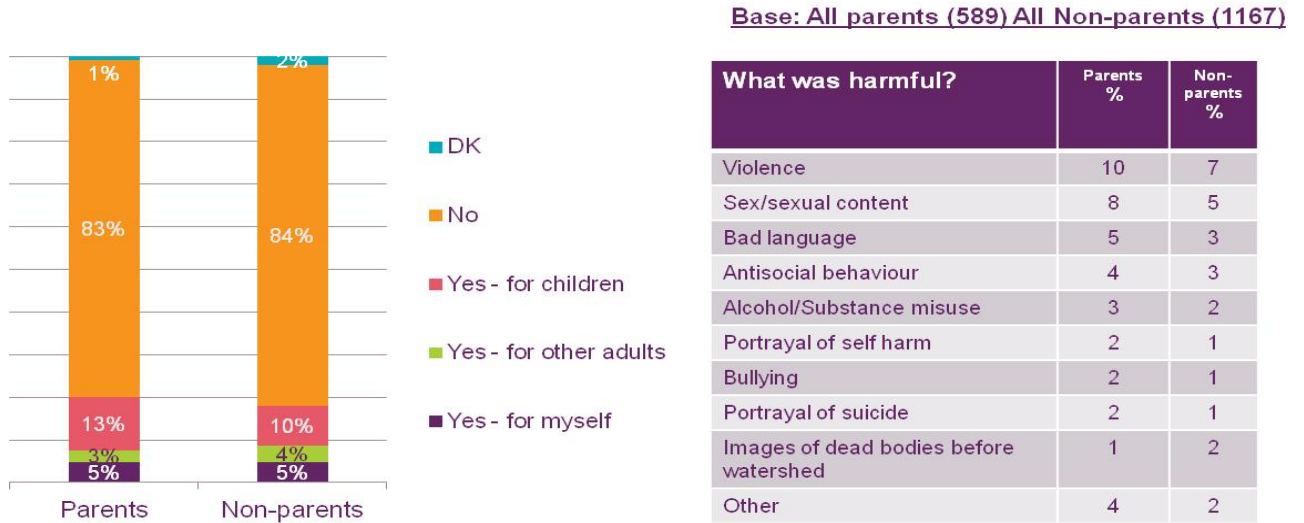 Base: All parents (589) All Non-parents (1167)
1%
2%
83%
84%
13%
10%
3%
4%
5%
5%
Parents
Non-parents
DK
No
Yes - for children
Yes - for other adults
Yes - for myself
What was harmful? Parents % Non-parents %
Violence 10 7
Sex/sexual content 8 5
Bad language 5 3
Antisocial behaviour 4 3
Alcohol/Substance misuse 3 2
Portrayal of self harm 2 1
Bullying 2 1
Portrayal of suicide 2 1
Images of dead bodies before 1 2
watershed
Other 4 2